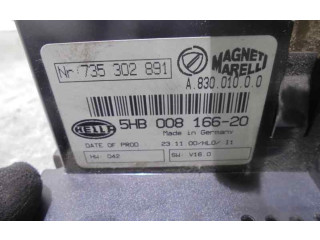 Nr: 735 302 891
MAGNETI
MARELLI
A.830.010.0.0
HELLA
5HB 008 166-20
Made in Germany
DATE OF PROD. 23.11.00/MLO/ 11
HW: 042 SW: V16.0